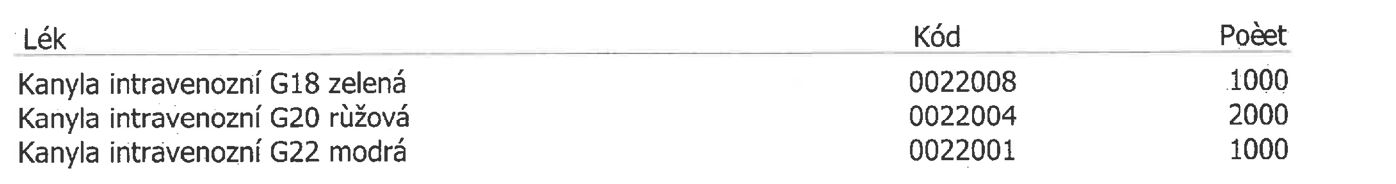 Lék Kód Poèet
Kanyla intravenozní G18 zelená 0022008 1000
Kanyla intravenozní G20 rùžová 0022004 2000
Kanyla intravenozní G22 modrá 0022001 1000